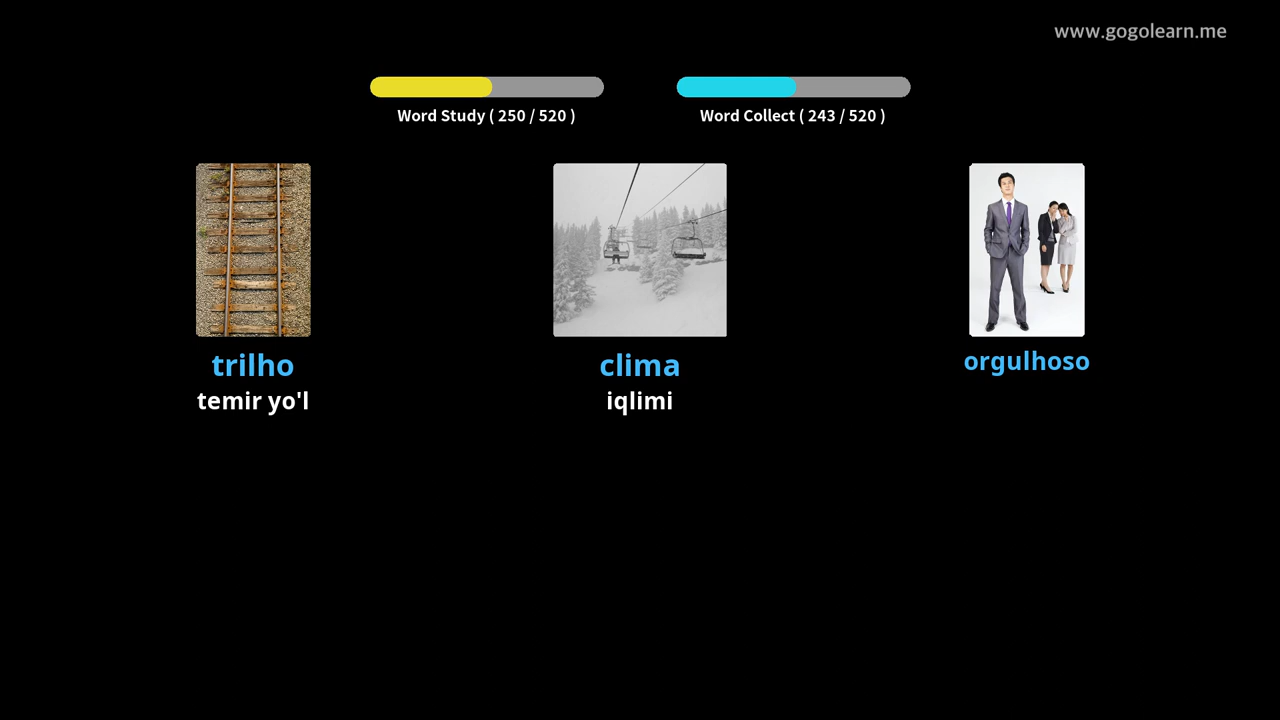 www.gogolearn.me
Word Study ( 250 / 520 )
Word Collect ( 243 / 520 )
trilho
temir yo'l
clima
iqlimi
orgulhoso